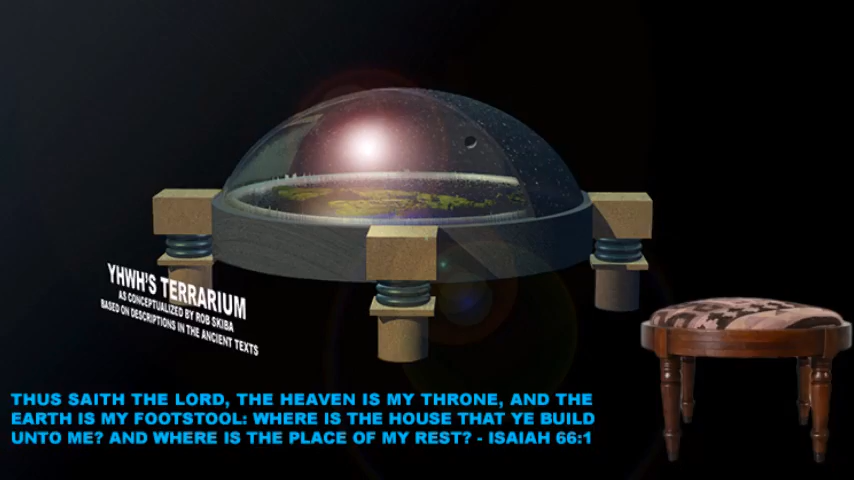 YHWH'S TERRARIUM
AS CONCEPTUALIZED BY ROB SKIBA
BASED ON DESCRIPTIONS IN THE ANCIENT TEXTS
THUS SAITH THE LORD, THE HEAVEN IS MY THRONE, AND THE
EARTH IS MY FOOTSTOOL: WHERE IS THE HOUSE THAT YE BUILD
UNTO ME? AND WHERE IS THE PLACE OF MY REST? - ISAIAH 66:1